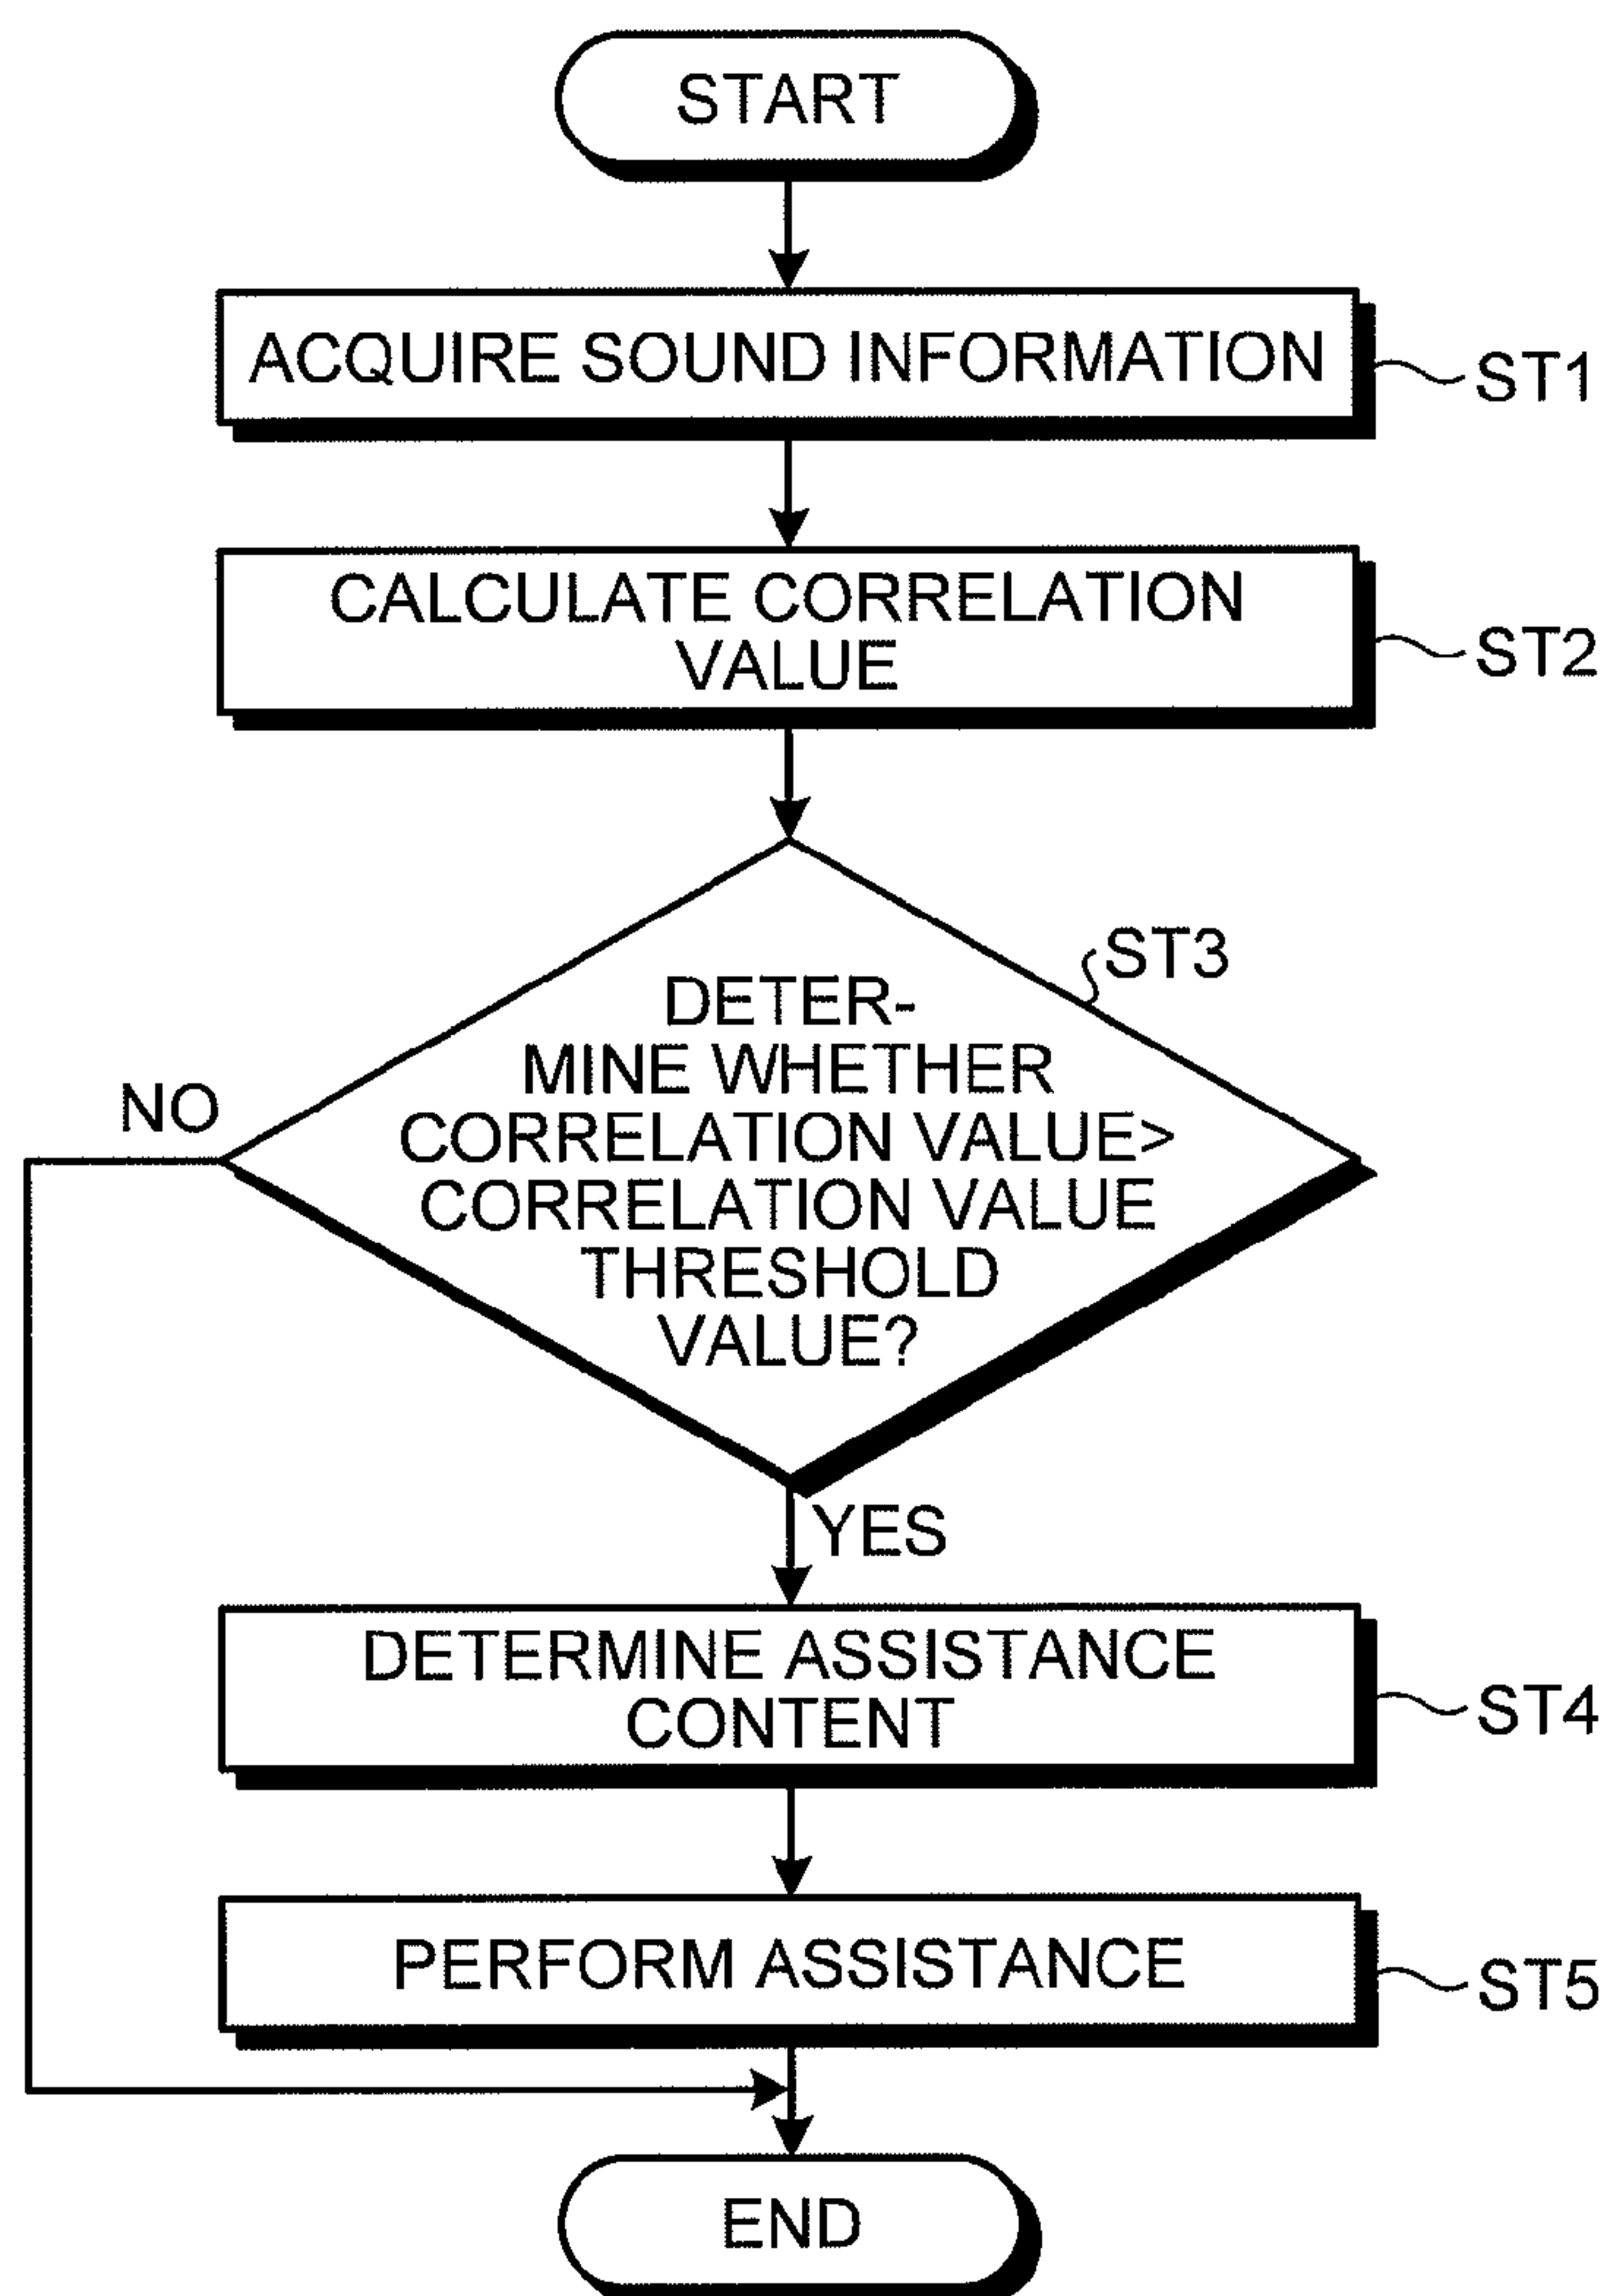 START
ACQUIRE SOUND INFORMATION
ST1
CALCULATE CORRELATION
VALUE
ST2
ST3
DETER-
MINE WHETHER
CORRELATION VALUE>
CORRELATION VALUE
THRESHOLD
VALUE?
NO
YES
DETERMINE ASSISTANCE
CONTENT
ST4
PERFORM ASSISTANCE
ST5
END